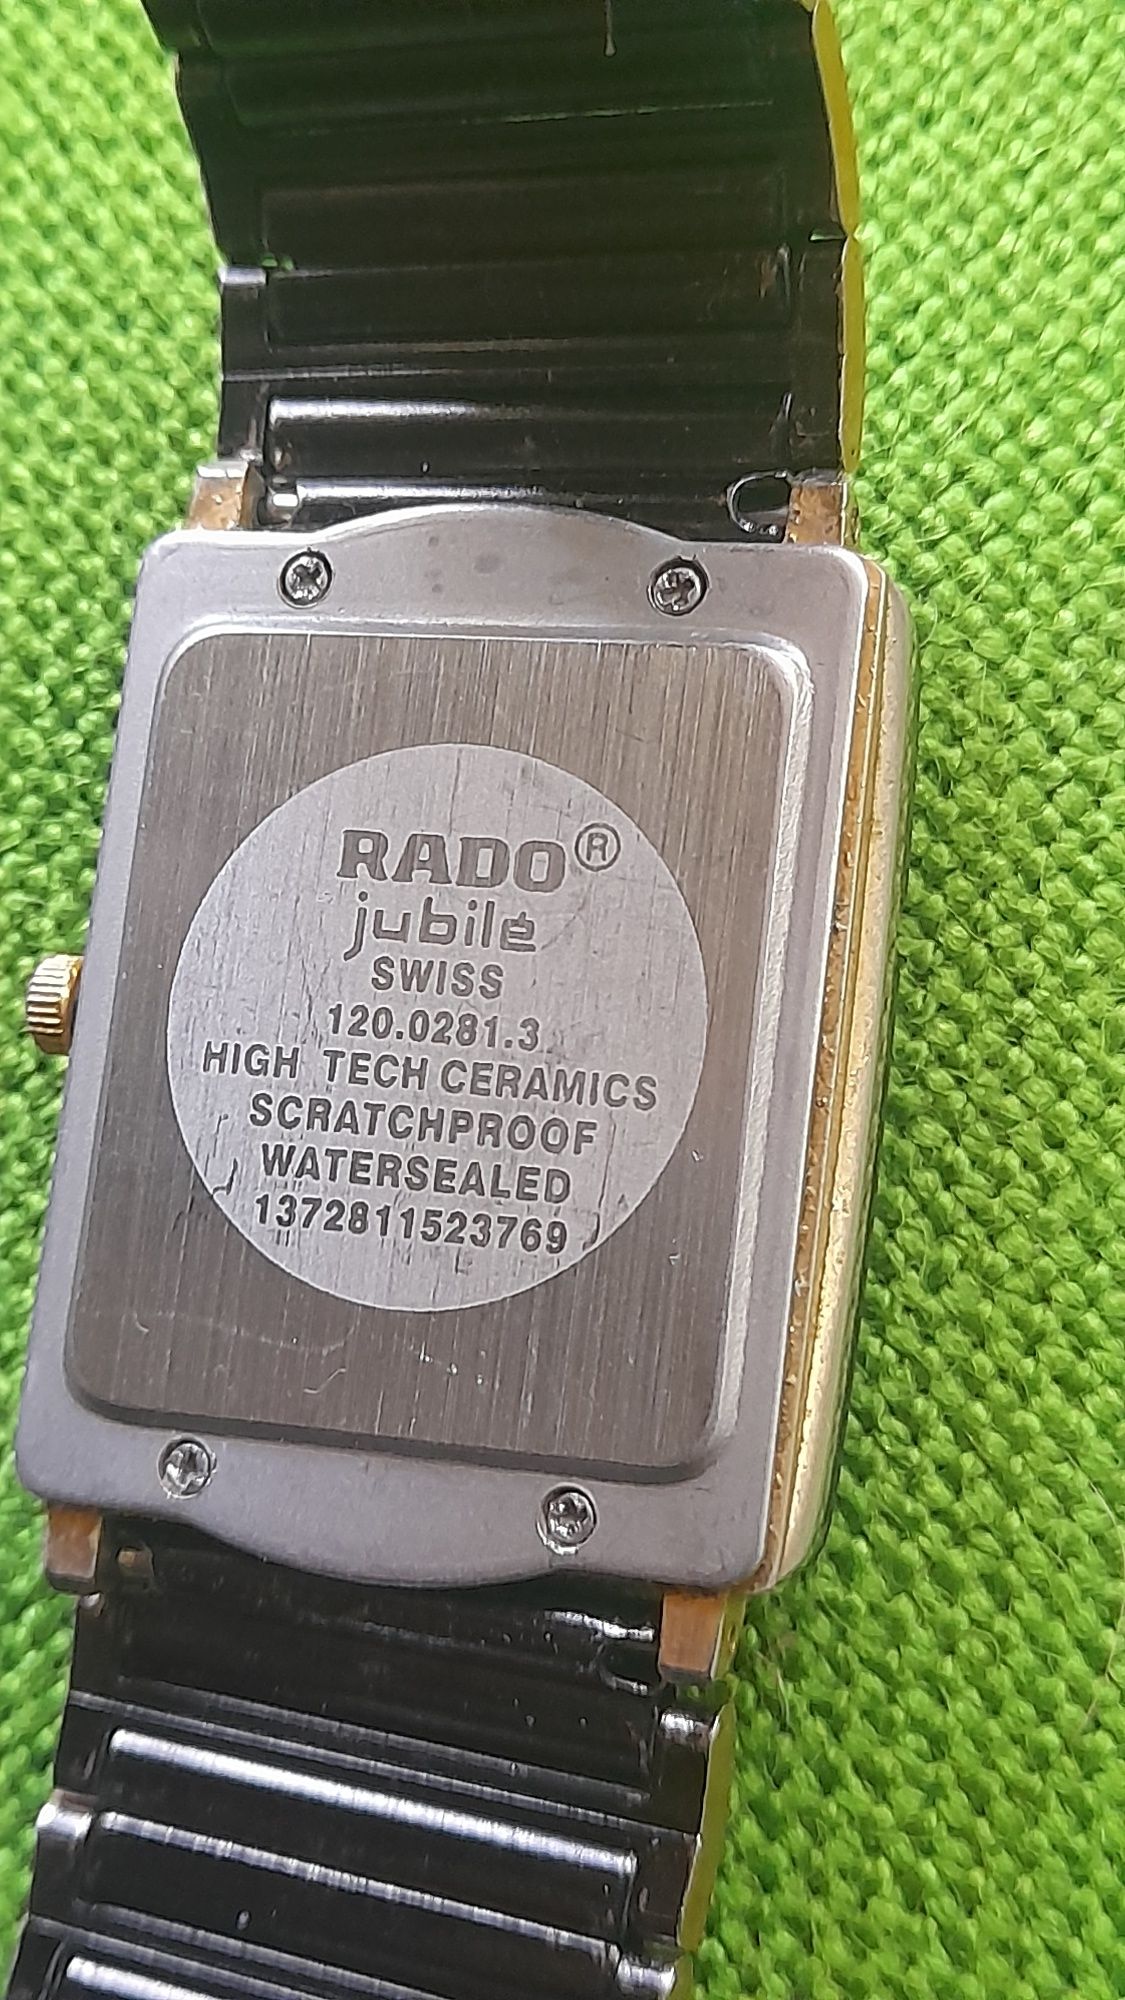 RADO®
jubilé
SWISS
120.0281.3
HIGH TECH CERAMICS
SCRATCHPROOF
WATERSEALED
1372811523769